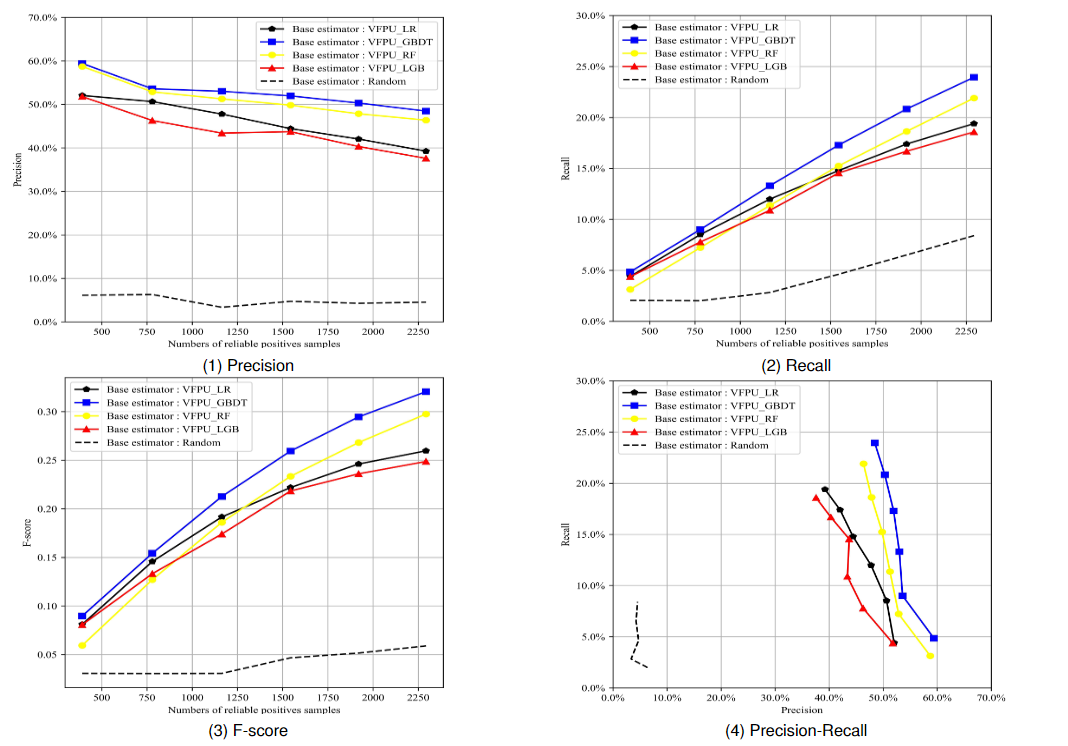 70.0%
60.0%
50.0%
40.0%
30.0%
20.0%
10.0%
0.0%
Precision
Base estimator : VFPU_LR
Base estimator : VFPU_GBDT
Base estimator : VFPU_RF
Base estimator : VFPU_LGB
Base estimator : Random
500 750 1000 1250 1500 1750 2000 2250
Numbers of reliable positives samples
(1) Precision
30.0%
25.0%
20.0%
15.0%
10.0%
5.0%
0.0%
Recall
Base estimator : VFPU_LR
Base estimator : VFPU_GBDT
Base estimator : VFPU_RF
Base estimator : VFPU_LGB
Base estimator : Random
500 750 1000 1250 1500 1750 2000 2250
Numbers of reliable positives samples
(2) Recall
0.30
0.25
0.20
0.15
0.10
0.05
F-score
Base estimator : VFPU_LR
Base estimator : VFPU_GBDT
Base estimator : VFPU_RF
Base estimator : VFPU_LGB
Base estimator : Random
500 750 1000 1250 1500 1750 2000 2250
Numbers of reliable positives samples
(3) F-score
30.0%
25.0%
20.0%
15.0%
10.0%
5.0%
0.0%
Recall
Base estimator : VFPU_LR
Base estimator : VFPU_GBDT
Base estimator : VFPU_RF
Base estimator : VFPU_LGB
Base estimator : Random
0.0% 10.0% 20.0% 30.0% 40.0% 50.0% 60.0% 70.0%
Precision
(4) Precision-Recall